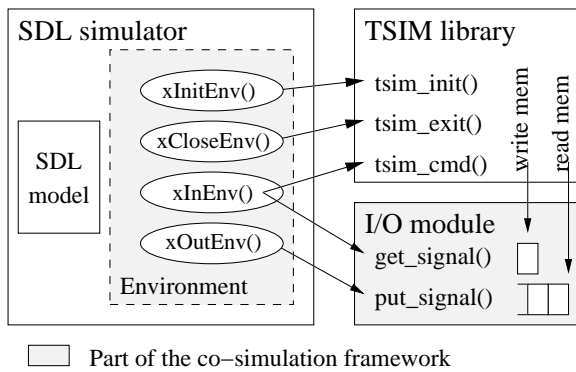 SDL simulator
SDL
model
xInitEnv()
xCloseEnv()
xInEnv()
xOutEnv()
Environment
TSIM library
tsim_init()
tsim_exit()
tsim_cmd()
write mem
read mem
I/O module
get_signal()
put_signal()
Part of the co−simulation framework